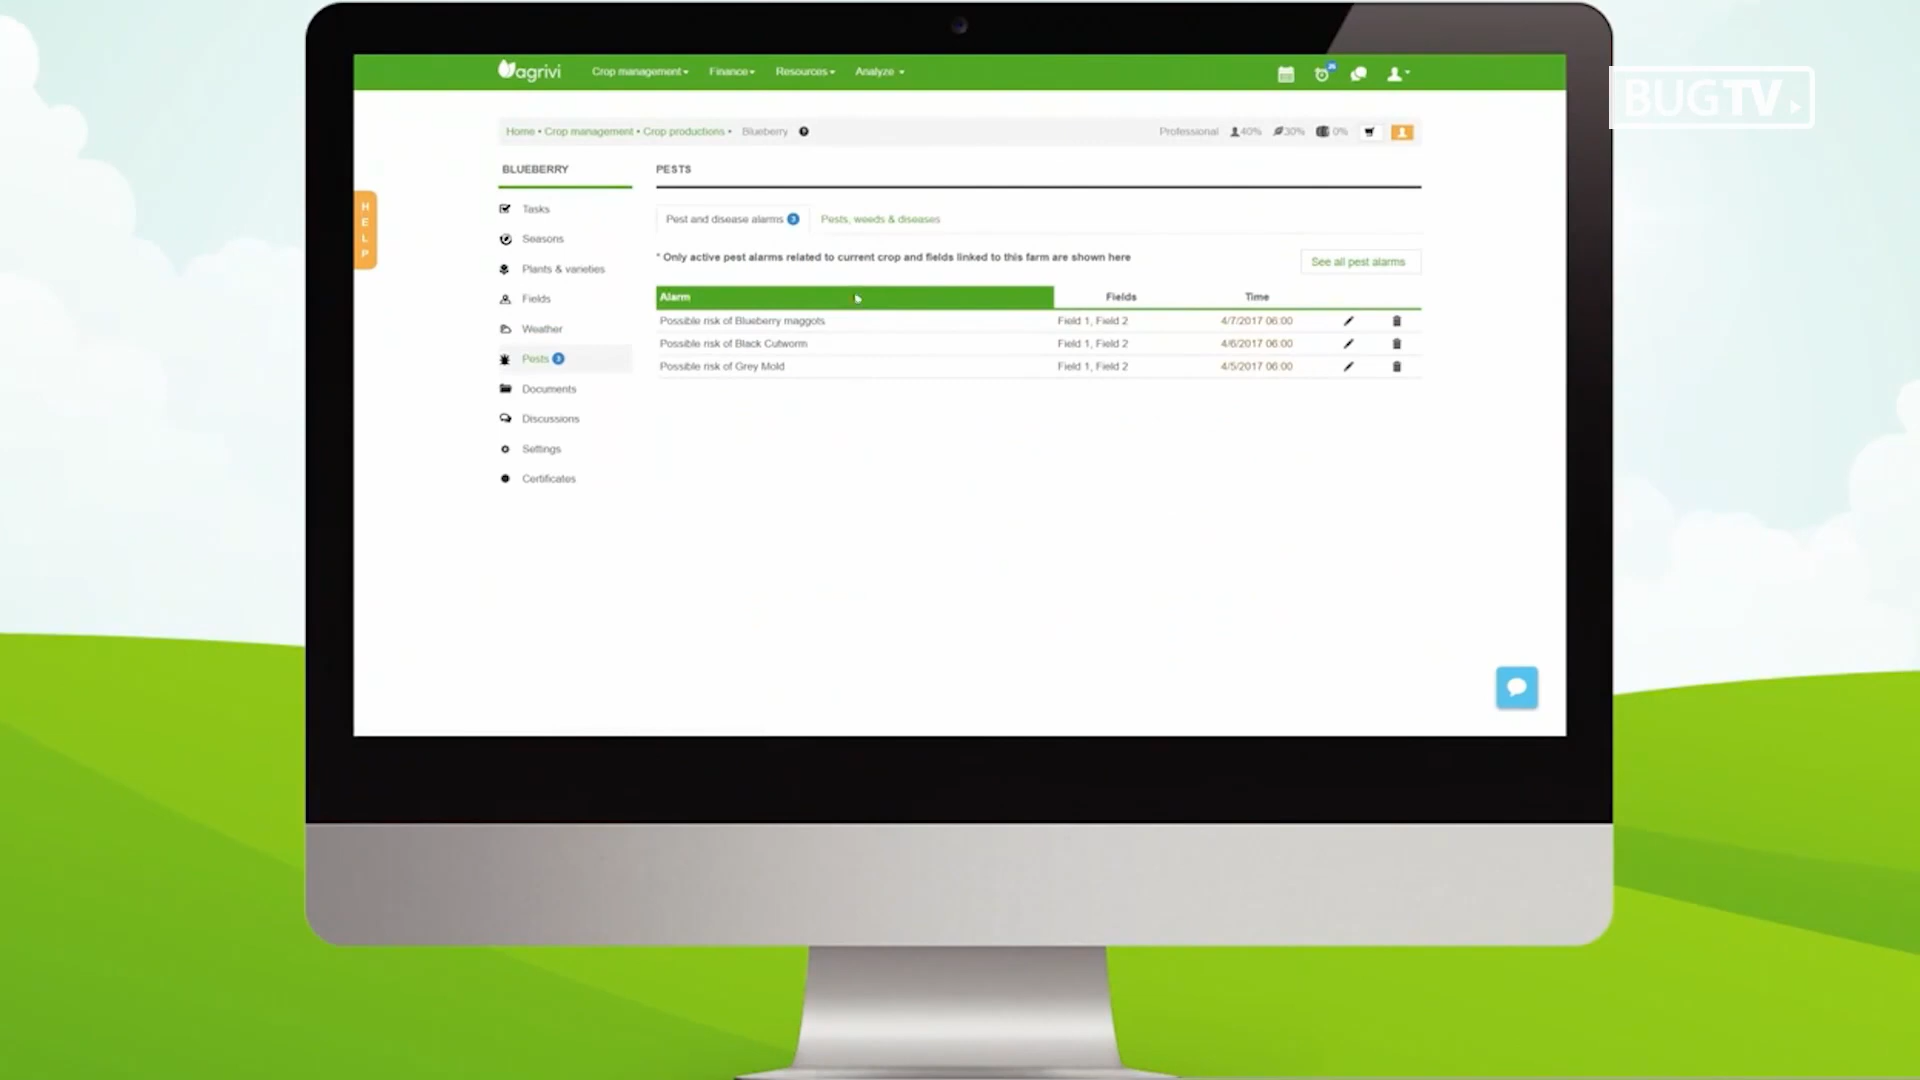 agrivi Crop management Finance Resources Analyze
BUGTV
Home • Crop management • Crop productions • Blueberry
Professional 40% 30% 0%
BLUEBERRY
PESTS
HELP
Tasks
Seasons
Plants & varieties
Fields
Weather
Pests 3
Documents
Discussions
Settings
Certificates
Pest and disease alarms 3 Pests, weeds & diseases
* Only active pest alarms related to current crop and fields linked to this farm are shown here
See all pest alarms
Alarm Fields Time
Possible risk of Blueberry maggots Field 1, Field 2 4/7/2017 06:00
Possible risk of Black Cutworm Field 1, Field 2 4/6/2017 06:00
Possible risk of Grey Mold Field 1, Field 2 4/5/2017 06:00